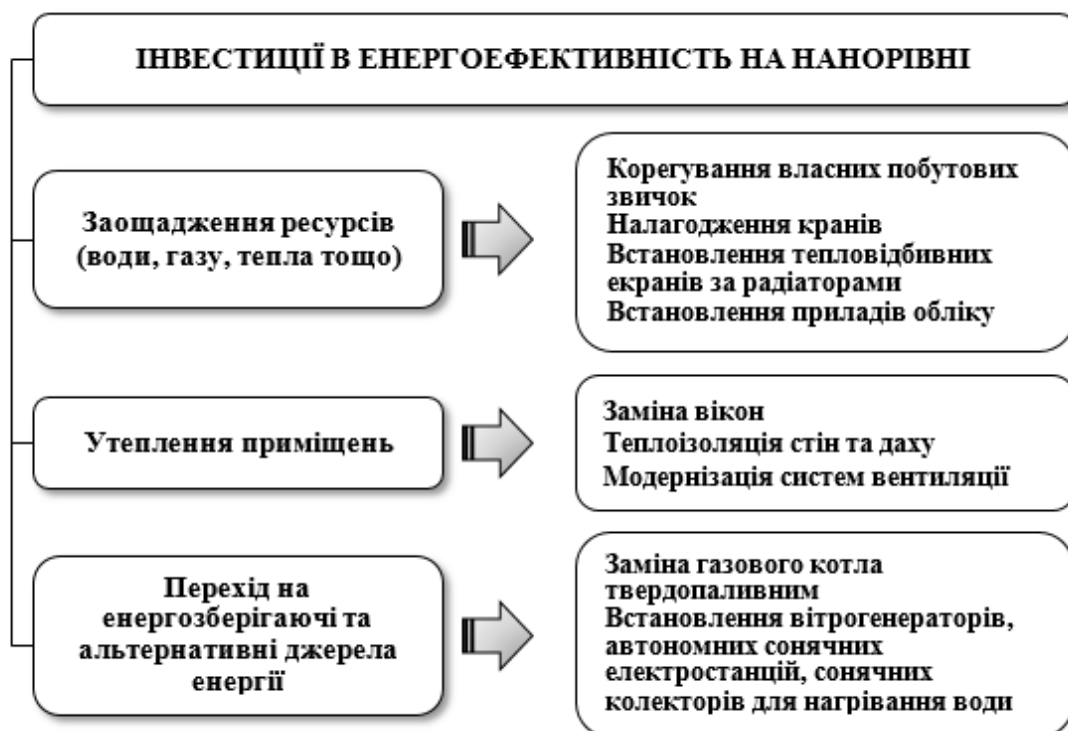 ІНВЕСТИЦІЇ В ЕНЕРГОЕФЕКТИВНІСТЬ НА НАНОРІВНІ
Заощадження ресурсів
(води, газу, тепла тощо)
Корегування власних побутових
звичок
Налагодження кранів
Встановлення тепловідбивних
екранів за радіаторами
Встановлення приладів обліку
Утеплення приміщень
Заміна вікон
Теплоізоляція стін та даху
Модернізація систем вентиляції
Перехід на
енергозберігаючі та
альтернативні джерела
енергії
Заміна газового котла
твердопаливним
Встановлення вітрогенераторів,
автономних сонячних
електростанцій, сонячних
колекторів для нагрівання води